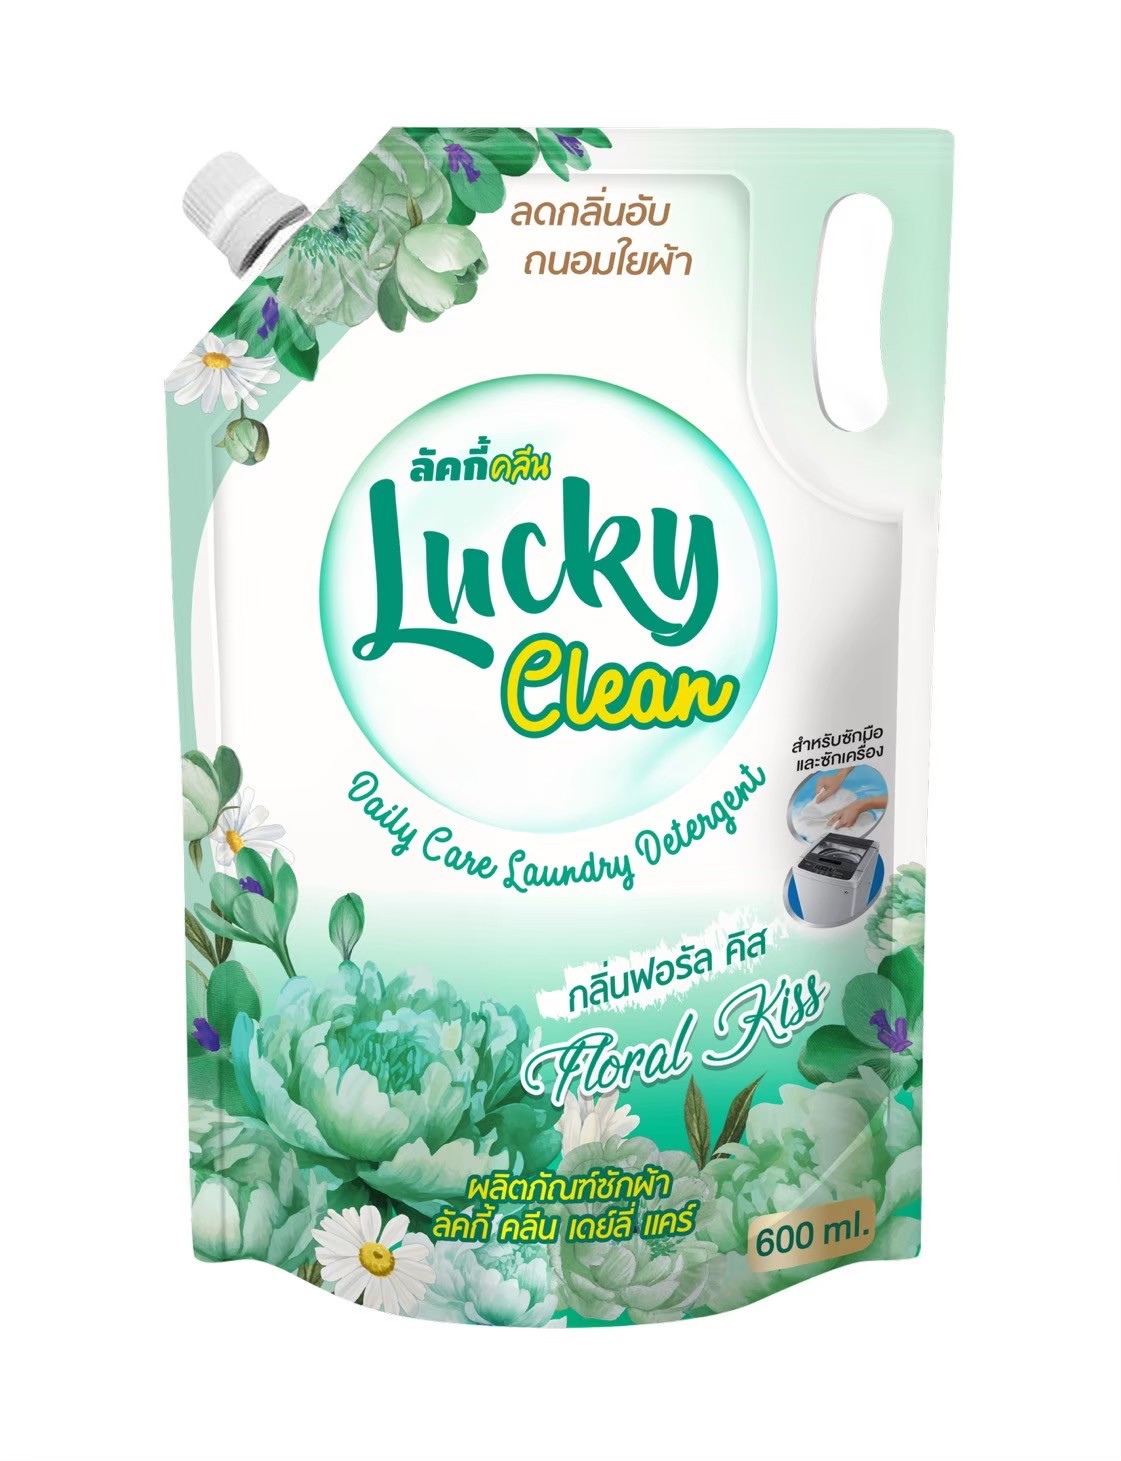 ลดกลิ่นอับ
ถนอมใยผ้า
ลัคกี้คลีน
Lucky
Clean
Daily Care Laundry Detergent
สำหรับซักมือ
และซักเครื่อง
กลิ่นฟอรัล คิส
Floral Kiss
ผลิตภัณฑ์ซักผ้า
ลัคกี้ คลีน เดย์ลี่ แคร์
600 ml.